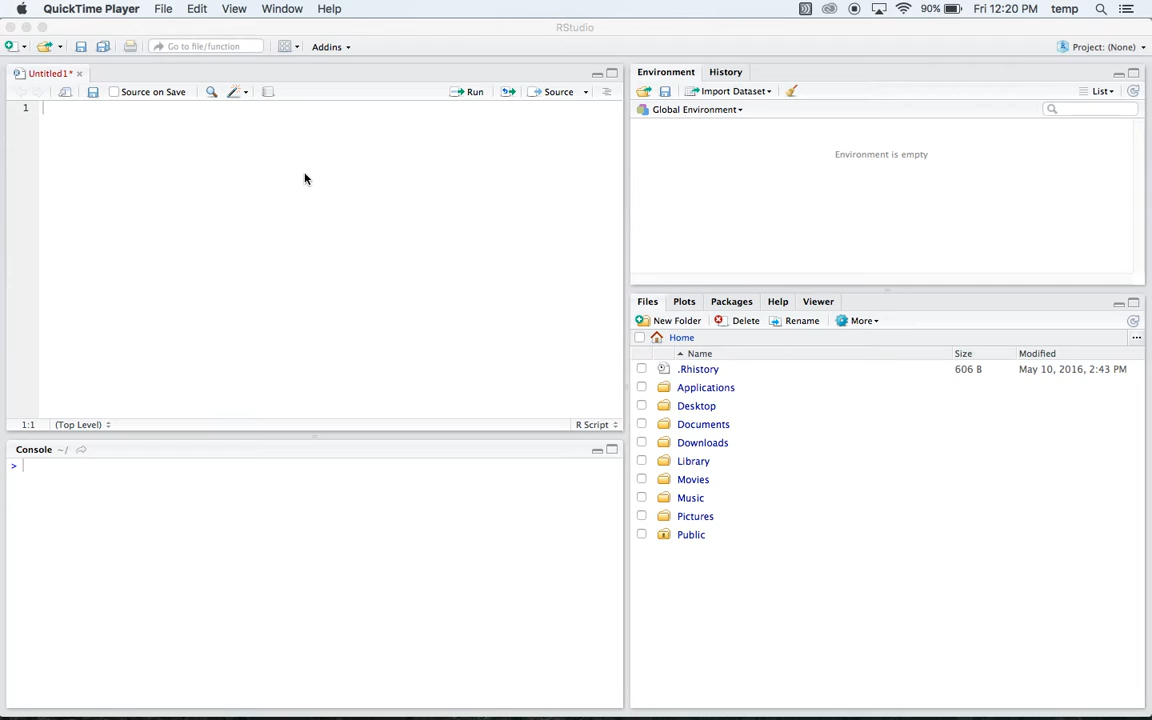 QuickTime Player File Edit View Window Help 90% Fri 12:20 PM temp
RStudio
Go to file/function Addins Project: (None)
Untitled1*
Source on Save Run Source
1
1:1 (Top Level) R Script
Console ~/
>
Environment History
Import Dataset List
Global Environment
Environment is empty
Files Plots Packages Help Viewer
New Folder Delete Rename More
Home
Name Size Modified
.Rhistory 606 B May 10, 2016, 2:43 PM
Applications
Desktop
Documents
Downloads
Library
Movies
Music
Pictures
Public